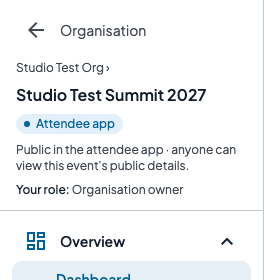 Organisation
Studio Test Org ›
Studio Test Summit 2027
• Attendee app
Public in the attendee app · anyone can
view this event's public details.
Your role: Organisation owner
Overview
Dashboard